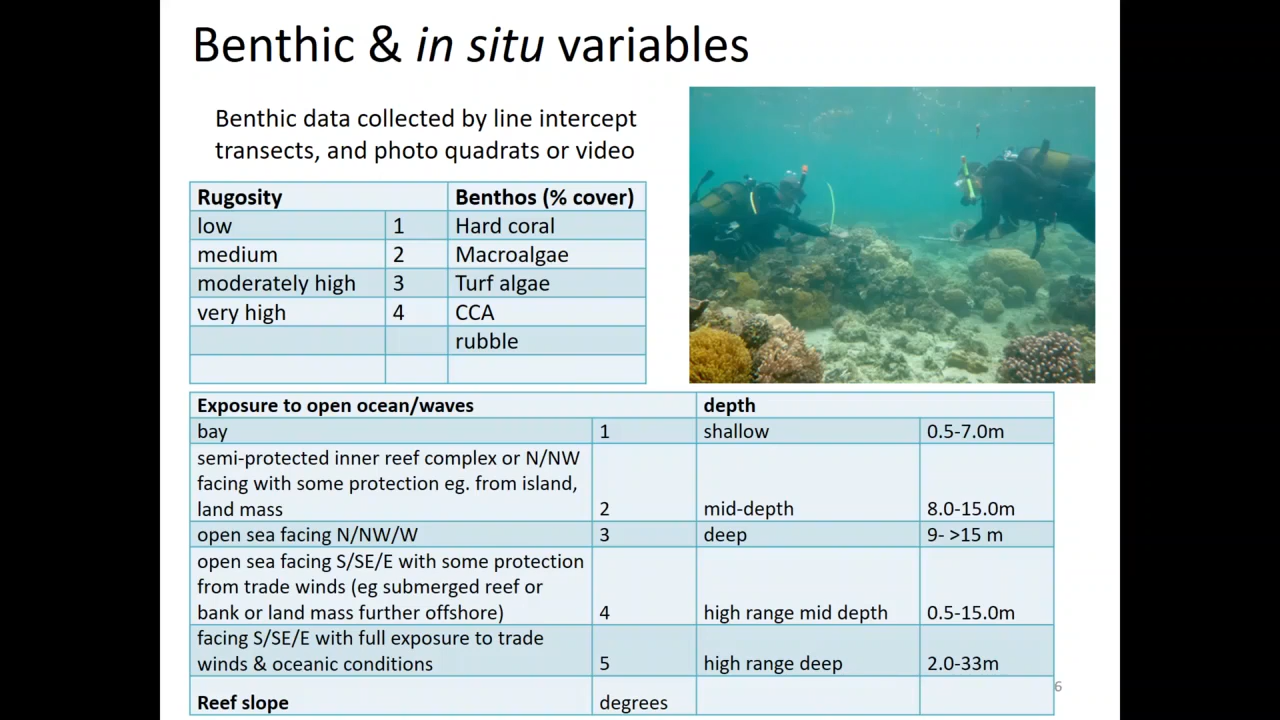 Benthic & in situ variables
Benthic data collected by line intercept
transects, and photo quadrats or video
Rugosity Benthos (% cover)
low 1 Hard coral
medium 2 Macroalgae
moderately high 3 Turf algae
very high 4 CCA
rubble
Exposure to open ocean/waves depth
bay 1 shallow 0.5-7.0m
semi-protected inner reef complex or N/NW
facing with some protection eg. from island,
land mass 2 mid-depth 8.0-15.0m
open sea facing N/NW/W 3 deep 9- >15 m
open sea facing S/SE/E with some protection
from trade winds (eg submerged reef or
bank or land mass further offshore) 4 high range mid depth 0.5-15.0m
facing S/SE/E with full exposure to trade
winds & oceanic conditions 5 high range deep 2.0-33m
Reef slope degrees
6